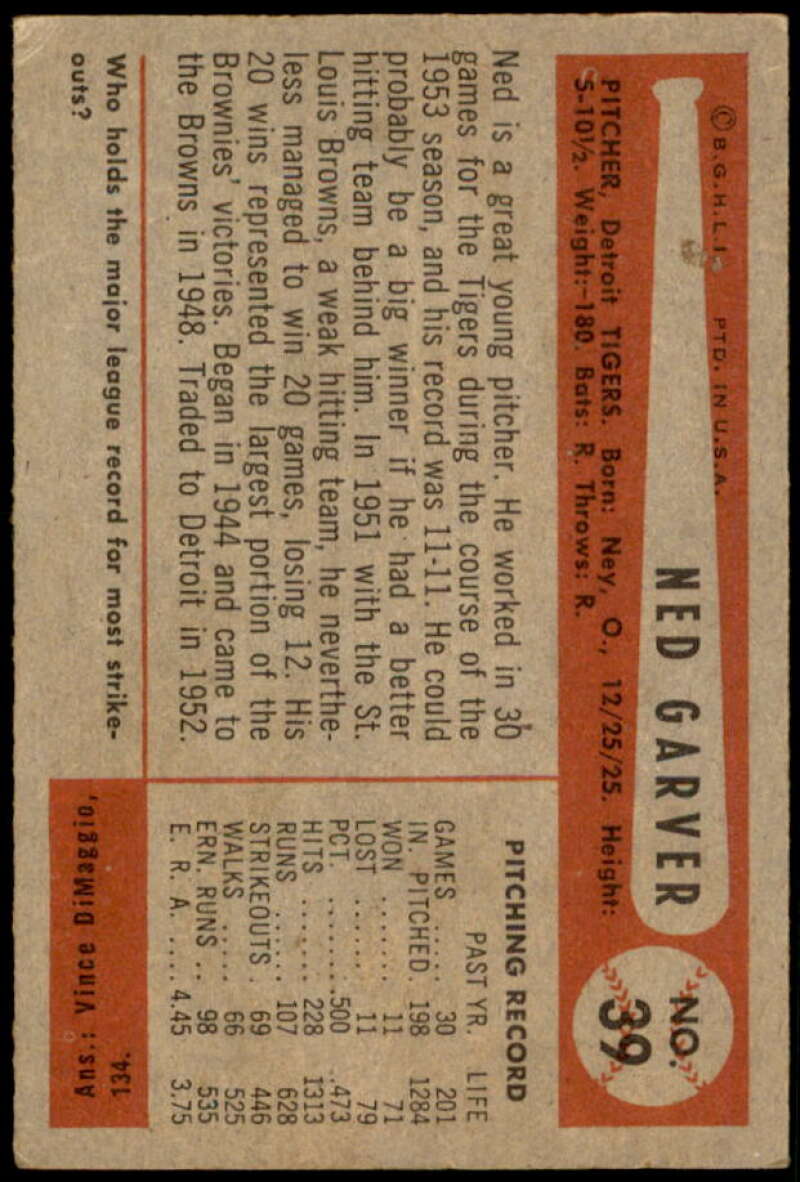 © B.G.H.L.I. PTD. IN U.S.A.
NED GARVER
NO.
39
PITCHER, Detroit TIGERS. Born: Ney, O., 12/25/25. Height:
5-10½. Weight:-180. Bats: R. Throws: R.
Ned is a great young pitcher. He worked in 30
games for the Tigers during the course of the
1953 season, and his record was 11-11. He could
probably be a big winner if he had a better
hitting team behind him. In 1951 with the St.
Louis Browns, a weak hitting team, he neverthe-
less managed to win 20 games, losing 12. His
20 wins represented the largest portion of the
Brownies' victories. Began in 1944 and came to
the Browns in 1948. Traded to Detroit in 1952.
PITCHING RECORD
PAST YR. LIFE
GAMES ..... 30 201
IN. PITCHED. 198 1284
WON ....... 11 71
LOST ...... 11 79
PCT. ........500 ..473
HITS ....... 228 1313
RUNS ..... 107 628
STRIKEOUTS . 69 446
WALKS ..... 66 525
ERN. RUNS .. 98 535
E. R. A. .... 4.45 3.75
Who holds the major league record for most strike-
outs?
Ans.: Vince DiMaggio,
134.